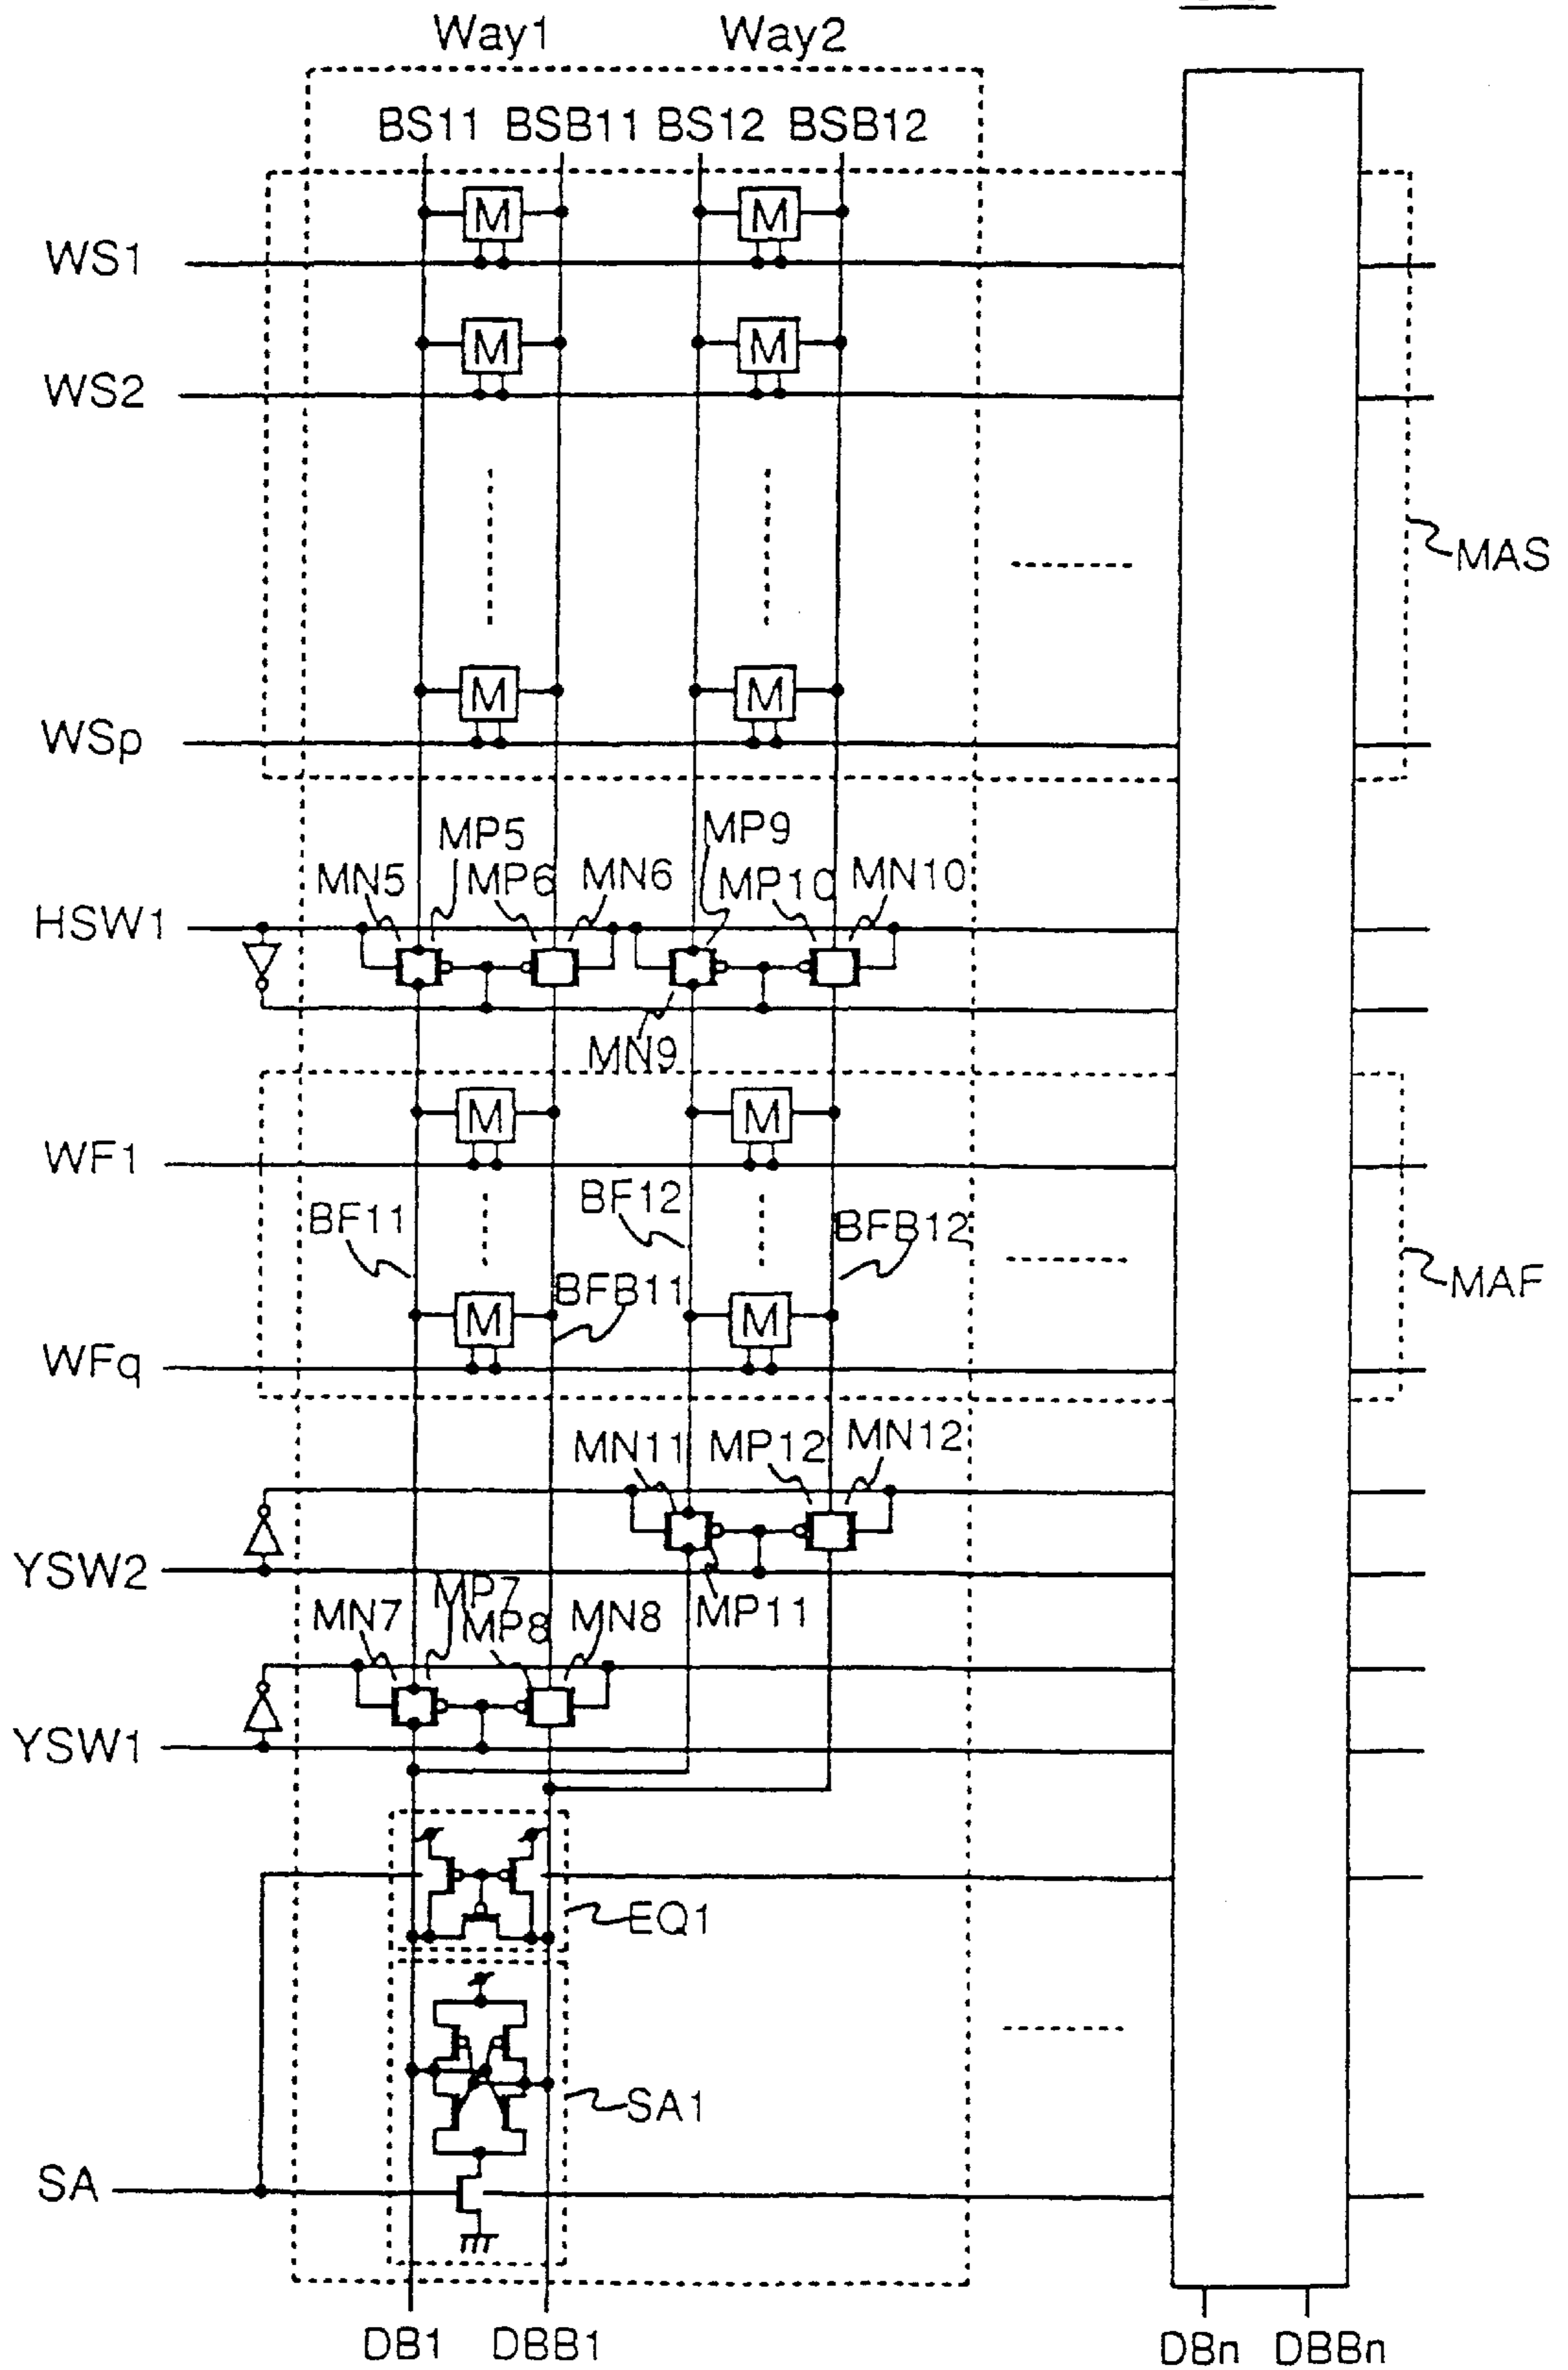 Way1 Way2
BS11 BSB11 BS12 BSB12
M M
WS1
M M
WS2
MAS
M M
WSp
MP5 MP9
MN5 MP6 MN6 MP10 MN10
HSW1
MN9
M M
WF1
BF11 BF12 BFB12
BFB11 MAF
M M
WFq
MN11 MP12 MN12
YSW2
MP7 MP11
MN7 MP8 MN8
YSW1
EQ1
SA1
SA
DB1 DBB1 DBn DBBn